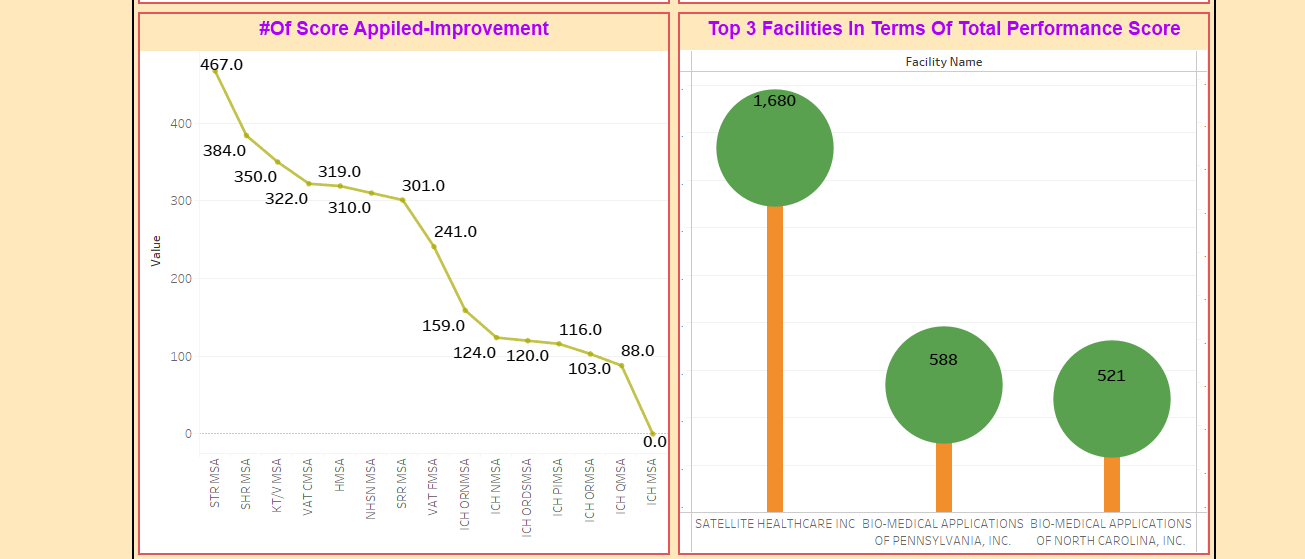 #Of Score Appiled-Improvement
467.0
384.0
350.0
322.0
319.0
310.0
301.0
241.0
159.0
124.0
120.0
116.0
103.0
88.0
0.0
Value
400
300
200
100
0
STR MSA
SHR MSA
KT/V MSA
VAT CMSA
HMSA
NHSN MSA
SRR MSA
VAT FMSA
ICH ORNMSA
ICH NMSA
ICH ORDSMSA
ICH PIMSA
ICH ORMSA
ICH QMSA
ICH MSA
Top 3 Facilities In Terms Of Total Performance Score
Facility Name
1,680
588
521
SATELLITE HEALTHCARE INC
BIO-MEDICAL APPLICATIONS
OF PENNSYLVANIA, INC.
BIO-MEDICAL APPLICATIONS
OF NORTH CAROLINA, INC.